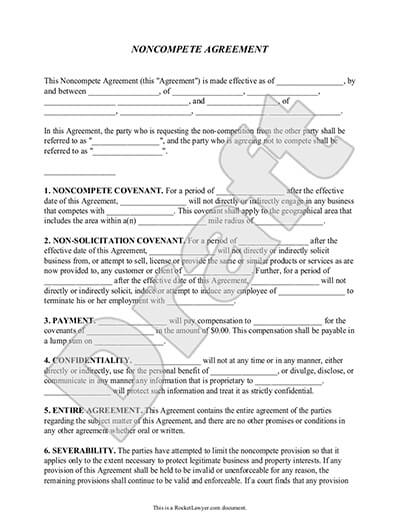 NONCOMPETE AGREEMENT
This Noncompete Agreement (this "Agreement") is made effective as of ________________, by
and between ______________, of ________________, ________________,
________________ ________________, and ________________, of
________________, ________________, ________________ ________________.
In this Agreement, the party who is requesting the non-competition from the other party shall be
referred to as "________________", and the party who is agreeing not to compete shall be
referred to as "________________".
________________
1. NONCOMPETE COVENANT. For a period of ________________ after the effective
date of this Agreement, ________________ will not directly or indirectly engage in any business
that competes with ________________. This covenant shall apply to the geographical area that
includes the area within a(n) ________________ mile radius of ________________.
2. NON-SOLICITATION COVENANT. For a period of ________________ after the
effective date of this Agreement, ________________ will not directly or indirectly solicit
business from, or attempt to sell, license or provide the same or similar products or services as are
now provided to, any customer or client of ________________. Further, for a period of
________________ after the effective date of this Agreement, ________________ will not
directly or indirectly solicit, induce or attempt to induce any employee of ________________ to
terminate his or her employment with ________________.
3. PAYMENT. ________________ will pay compensation to ________________ for the
covenants of ________________ in the amount of $0.00. This compensation shall be payable in
a lump sum on ________________.
4. CONFIDENTIALITY. ________________ will not at any time or in any manner, either
directly or indirectly, use for the personal benefit of ________________, or divulge, disclose, or
communicate in any manner any information that is proprietary to ________________.
________________ will protect such information and treat it as strictly confidential.
5. ENTIRE AGREEMENT. This Agreement contains the entire agreement of the parties
regarding the subject matter of this Agreement, and there are no other promises or conditions in
any other agreement whether oral or written.
6. SEVERABILITY. The parties have attempted to limit the noncompete provision so that it
applies only to the extent necessary to protect legitimate business and property interests. If any
provision of this Agreement shall be held to be invalid or unenforceable for any reason, the
remaining provisions shall continue to be valid and enforceable. If a court finds that any provision
This is a RocketLawyer.com document.
Draft